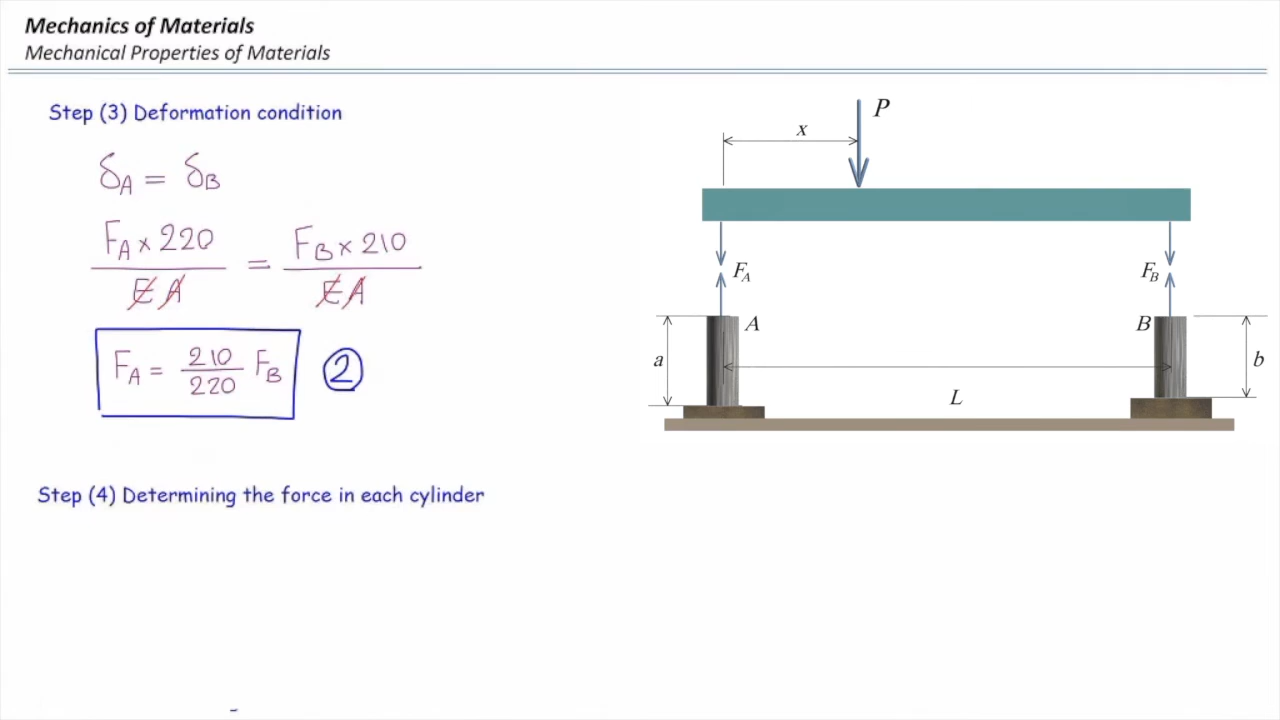 Mechanics of Materials
Mechanical Properties of Materials
Step (3) Deformation condition
δA = δB
FA × 220 / EA = FB × 210 / EA
FA = 210/220 FB ②
Step (4) Determining the force in each cylinder
P
x
FA FB
A B
a b
L